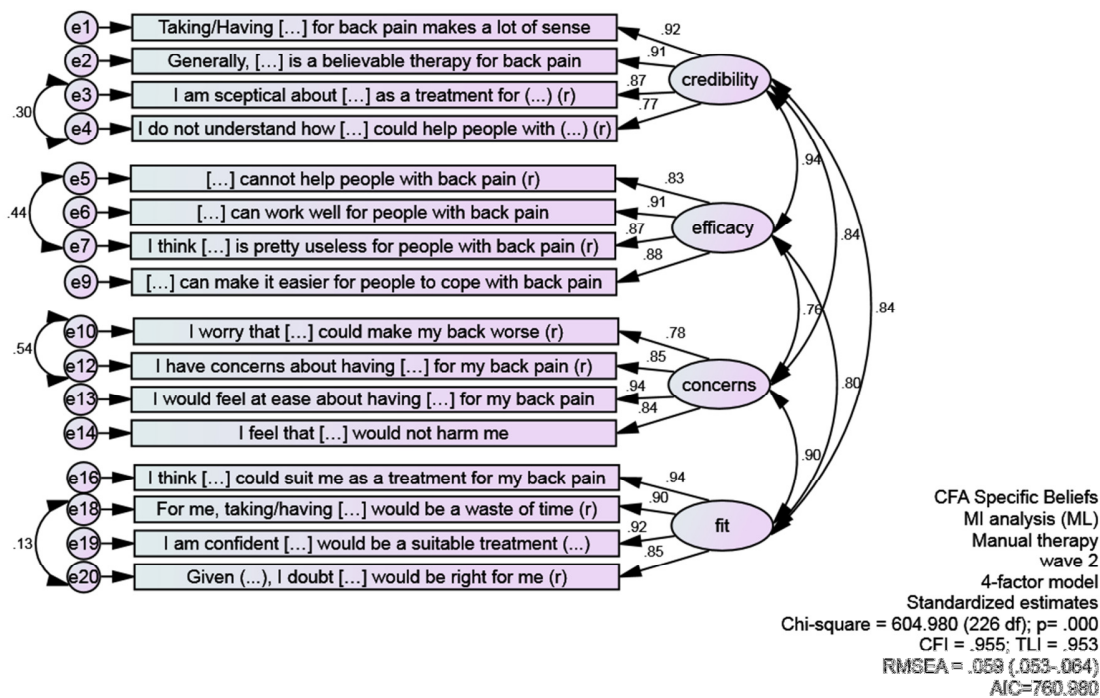 e1 Taking/Having [...] for back pain makes a lot of sense .92
e2 Generally, [...] is a believable therapy for back pain .91
credibility
e3 I am sceptical about [...] as a treatment for (...) (r) .87
.30
e4 I do not understand how [...] could help people with (...) (r) .77
.94
e5 [...] cannot help people with back pain (r) .83
.44
e6 [...] can work well for people with back pain .91
efficacy
.84
e7 I think [...] is pretty useless for people with back pain (r) .87
e9 [...] can make it easier for people to cope with back pain .88
.76
.84
e10 I worry that [...] could make my back worse (r) .78
.54
e12 I have concerns about having [...] for my back pain (r) .85
concerns
.80
e13 I would feel at ease about having [...] for my back pain .94
e14 I feel that [...] would not harm me .84
.90
e16 I think [...] could suit me as a treatment for my back pain .94
e18 For me, taking/having [...] would be a waste of time (r) .90
fit
.13
e19 I am confident [...] would be a suitable treatment (...) .92
e20 Given (...), I doubt [...] would be right for me (r) .85
CFA Specific Beliefs
MI analysis (ML)
Manual therapy
wave 2
4-factor model
Standardized estimates
Chi-square = 604.980 (226 df); p= .000
CFI = .955; TLI = .953
RMSEA = .059 (.053-.064)
AIC=760.980